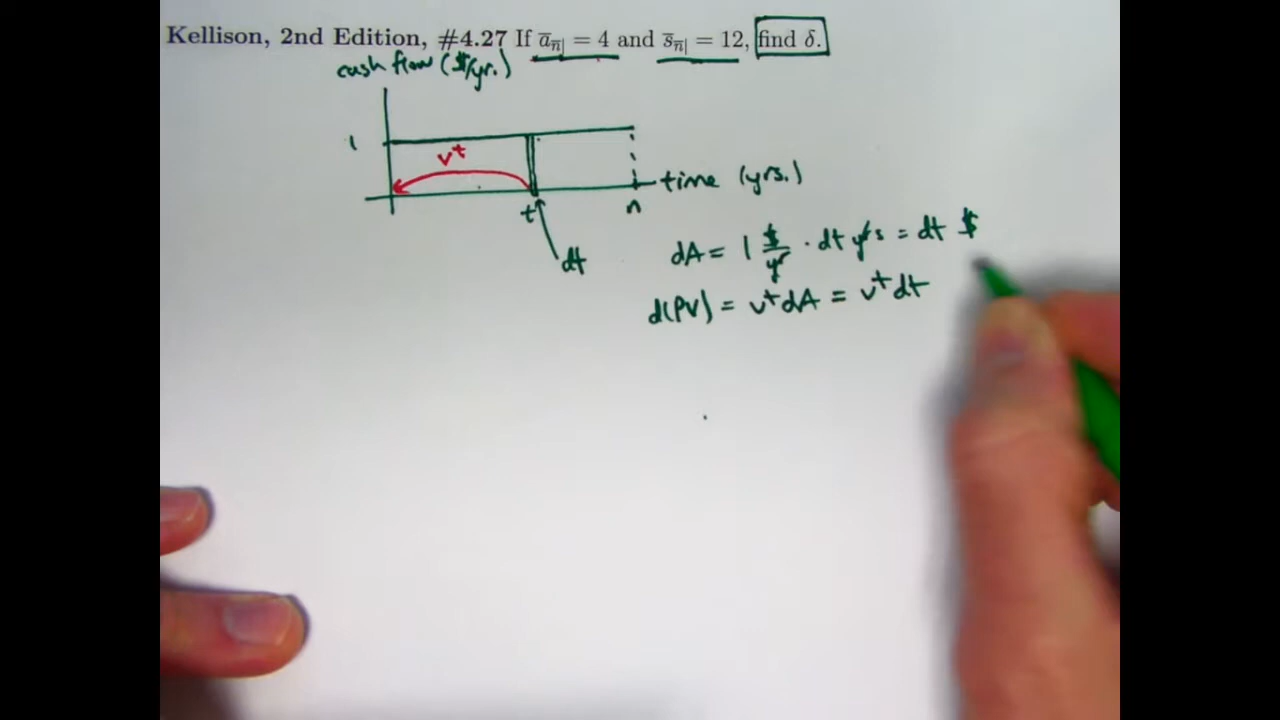 Kellison, 2nd Edition, #4.27 If a̅n̅| = 4 and s̅n̅| = 12, find δ.
cash flow ($/yr.)
1
vᵗ
time (yrs.)
t
n
dt
dA = 1 $/yr · dt yrs = dt $
d(PV) = vᵗdA = vᵗdt